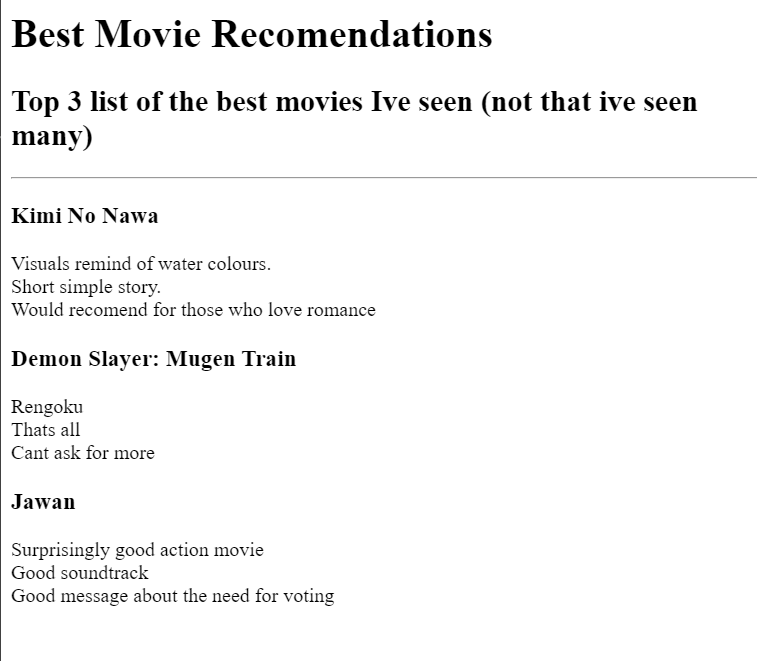 Best Movie Recomendations
Top 3 list of the best movies Ive seen (not that ive seen
many)
Kimi No Nawa
Visuals remind of water colours.
Short simple story.
Would recomend for those who love romance
Demon Slayer: Mugen Train
Rengoku
Thats all
Cant ask for more
Jawan
Surprisingly good action movie
Good soundtrack
Good message about the need for voting